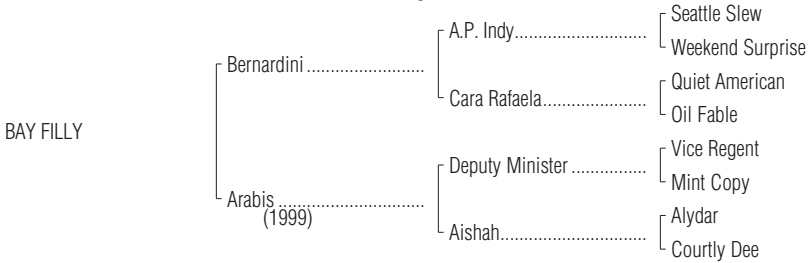 Seattle Slew
A.P. Indy..............................
Weekend Surprise
Bernardini ...........................
Quiet American
Cara Rafaela........................
Oil Fable
BAY FILLY
Vice Regent
Deputy Minister .................
Mint Copy
Arabis ..................................
(1999)
Alydar
Aishah..................................
Courtly Dee